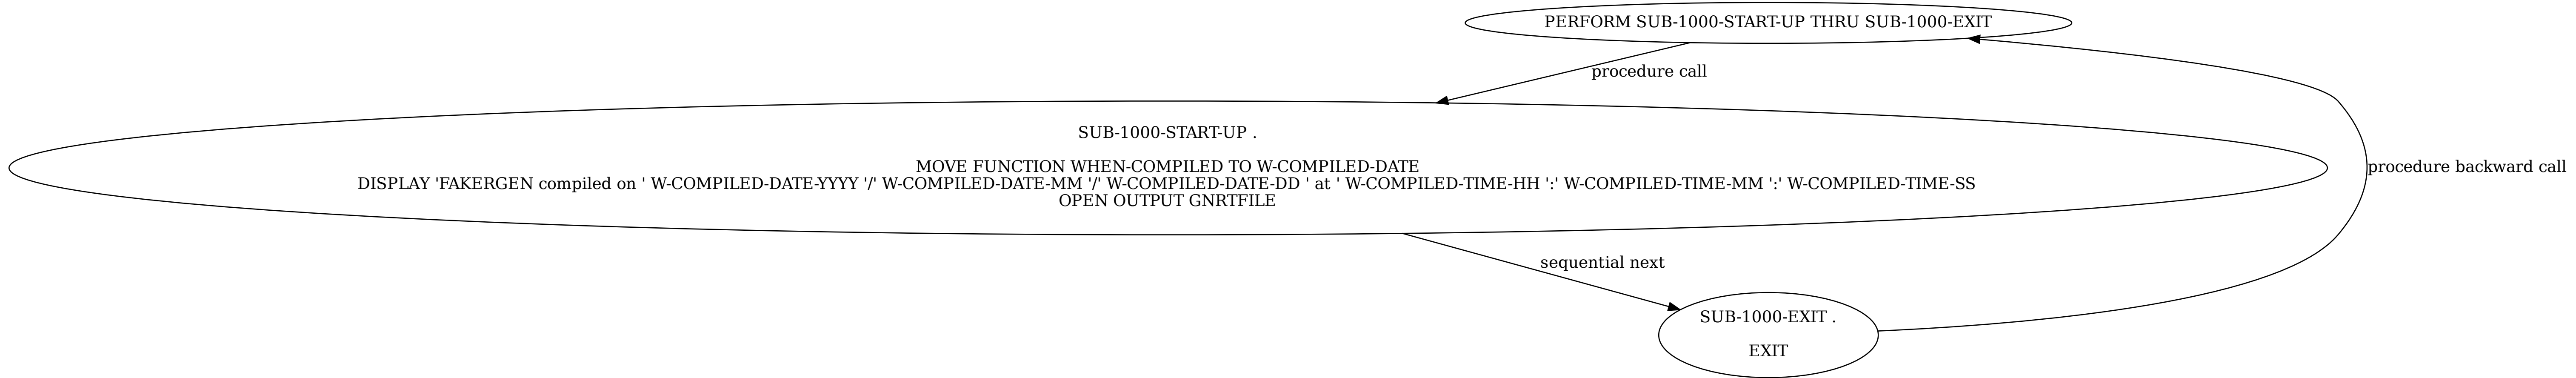 PERFORM SUB-1000-START-UP THRU SUB-1000-EXIT
procedure call
SUB-1000-START-UP .
MOVE FUNCTION WHEN-COMPILED TO W-COMPILED-DATE
DISPLAY 'FAKERGEN compiled on ' W-COMPILED-DATE-YYYY '/' W-COMPILED-DATE-MM '/' W-COMPILED-DATE-DD ' at ' W-COMPILED-TIME-HH ':' W-COMPILED-TIME-MM ':' W-COMPILED-TIME-SS
OPEN OUTPUT GNRTFILE
procedure backward call
sequential next
SUB-1000-EXIT .
EXIT